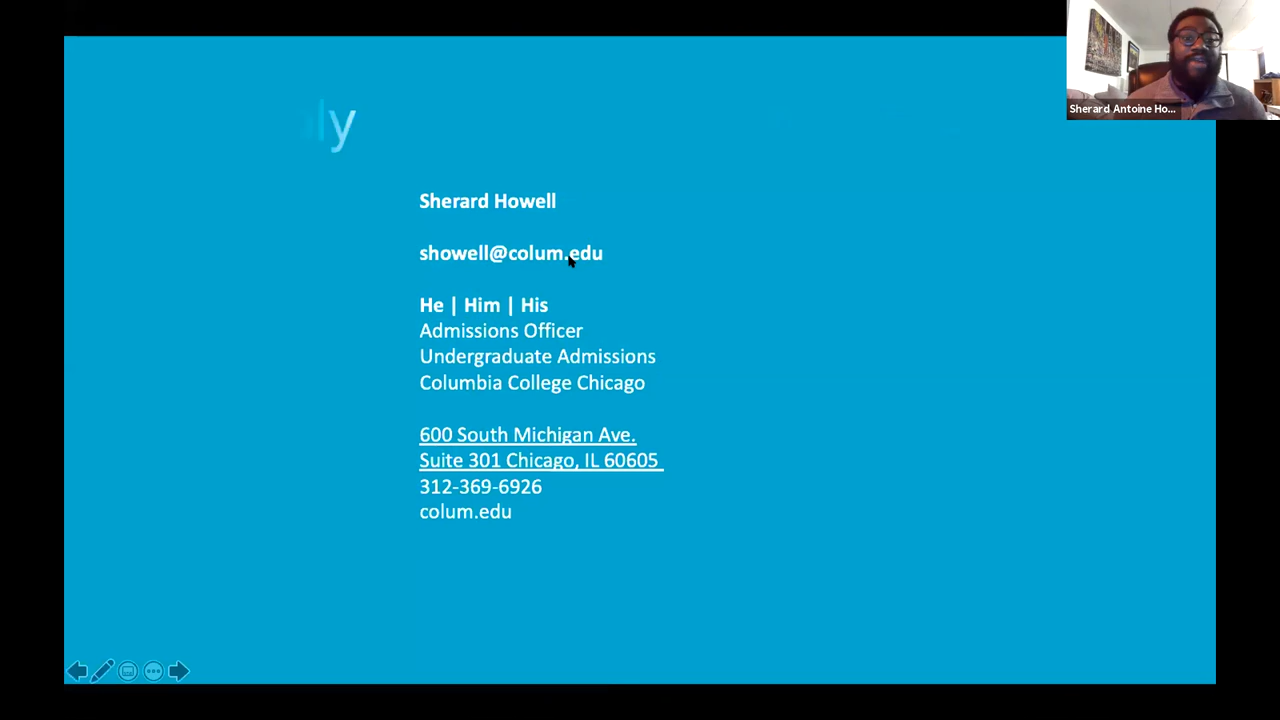 Sherard Antoine Ho...
Sherard Howell
showell@colum.edu
He | Him | His
Admissions Officer
Undergraduate Admissions
Columbia College Chicago
600 South Michigan Ave.
Suite 301 Chicago, IL 60605
312-369-6926
colum.edu